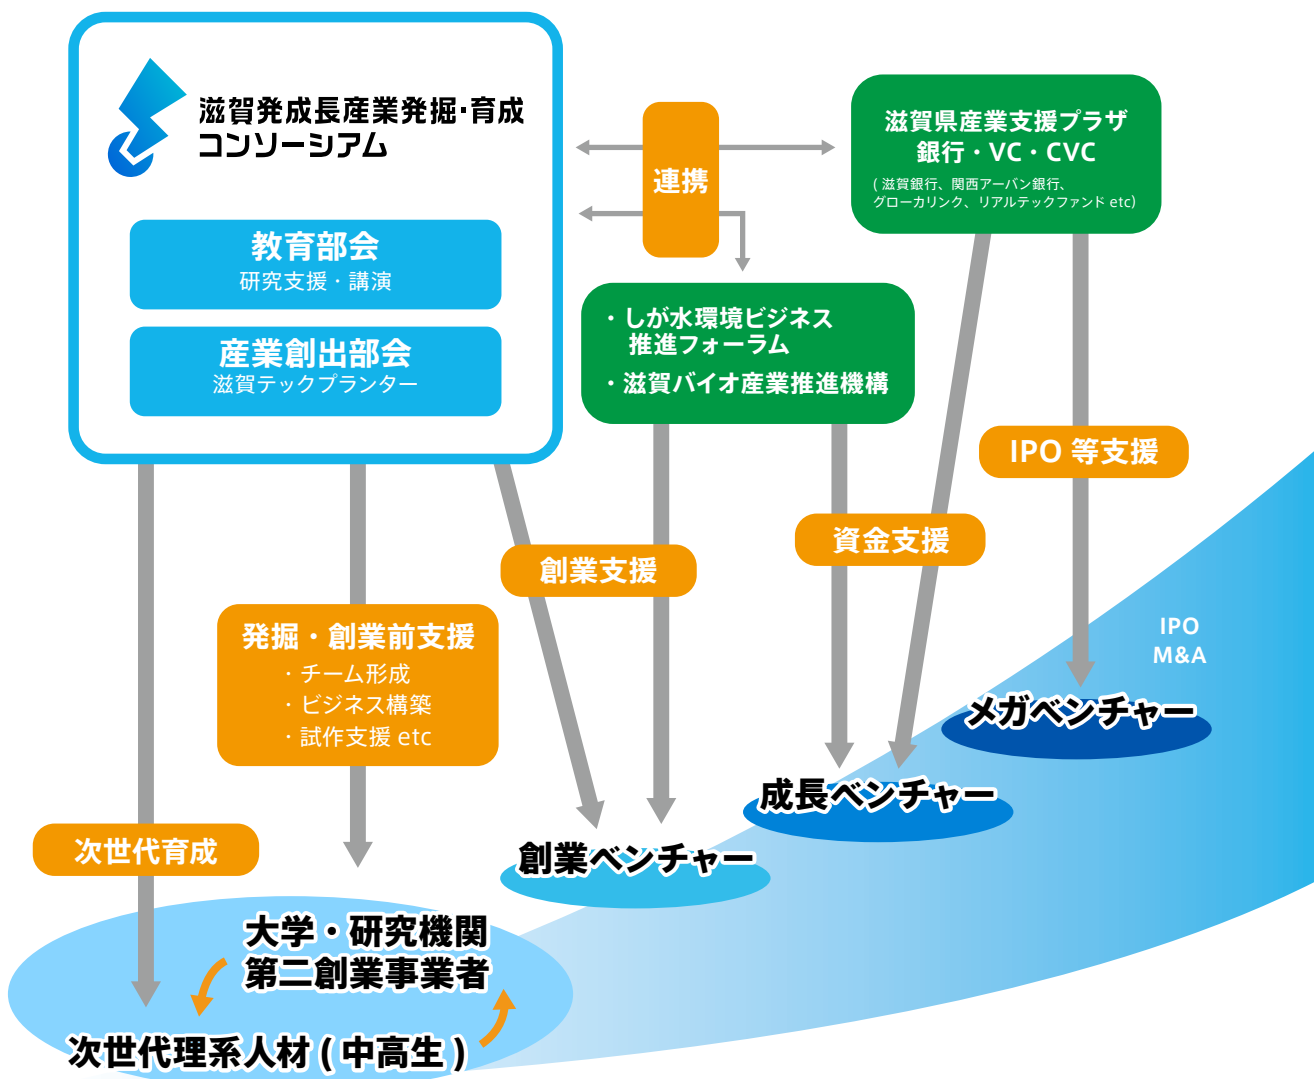 滋賀発成長産業発掘・育成
コンソーシアム
教育部会
研究支援・講演
産業創出部会
滋賀テックプランター
連携
滋賀県産業支援プラザ
銀行・VC・CVC
( 滋賀銀行、関西アーバン銀行、
グローカリンク、リアルテックファンド etc)
・しが水環境ビジネス
推進フォーラム
・滋賀バイオ産業推進機構
IPO 等支援
資金支援
創業支援
発掘・創業前支援
・チーム形成
・ビジネス構築
・試作支援 etc
次世代育成
IPO
M&A
メガベンチャー
成長ベンチャー
創業ベンチャー
大学・研究機関
第二創業事業者
次世代理系人材 ( 中高生 )